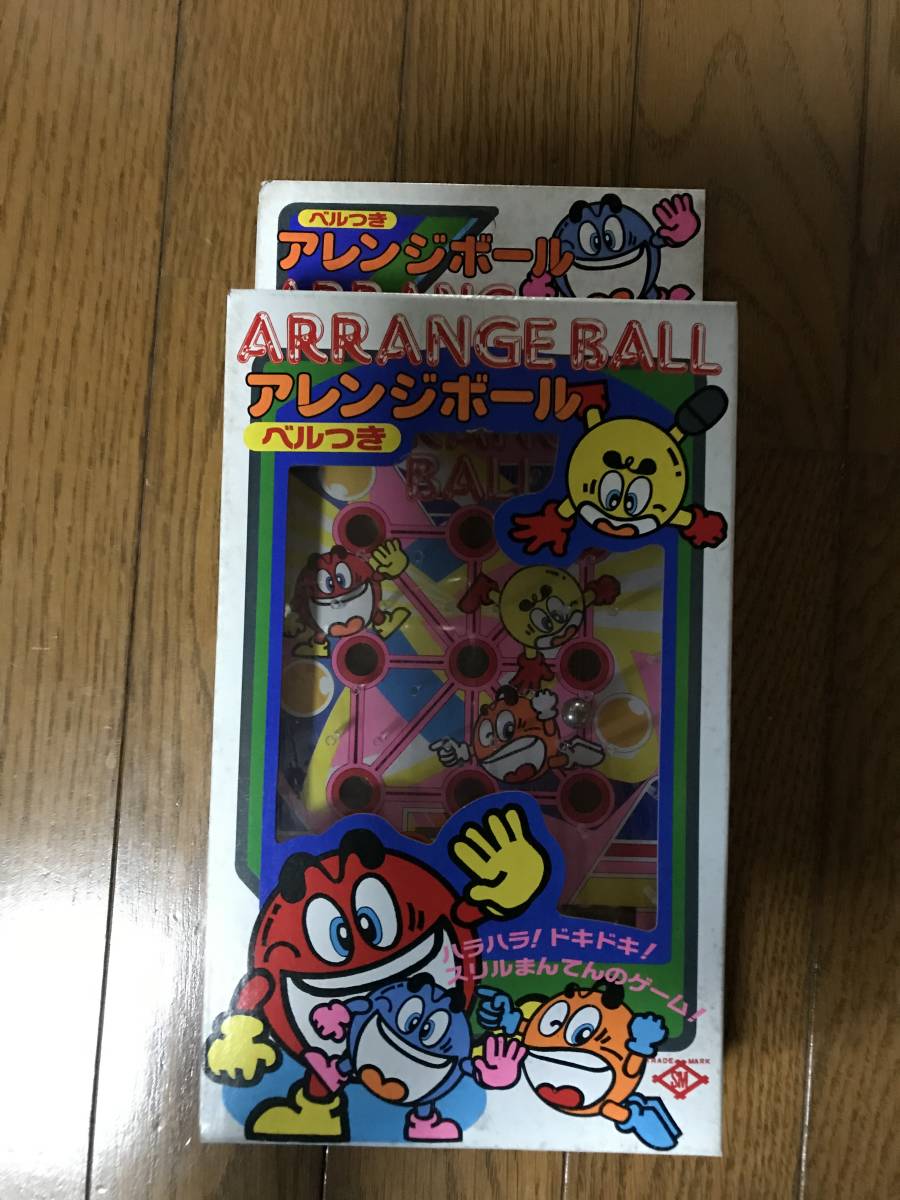 ベルつき
アレンジボール
ARRANGE BALL
アレンジボール
ベルつき
BALL
ハラハラ!ドキドキ!
スリルまんてんのゲーム!
TRADE MARK
SM